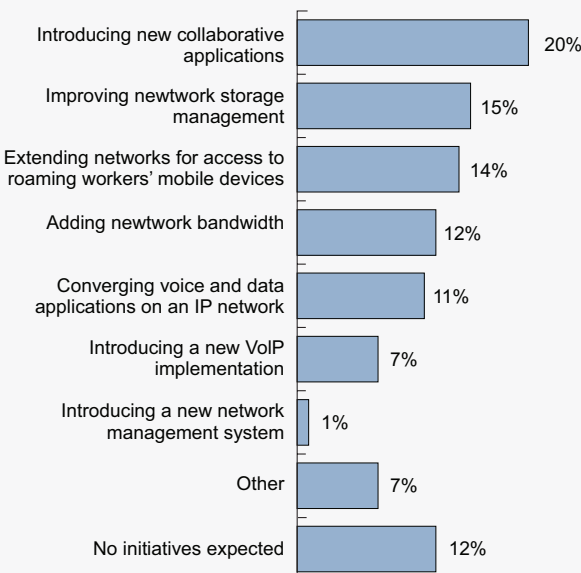 Introducing new collaborative
applications
20%
Improving newtwork storage
management
15%
Extending networks for access to
roaming workers’ mobile devices
14%
Adding newtwork bandwidth
12%
Converging voice and data
applications on an IP network
11%
Introducing a new VoIP
implementation
7%
Introducing a new network
management system
1%
Other
7%
No initiatives expected
12%